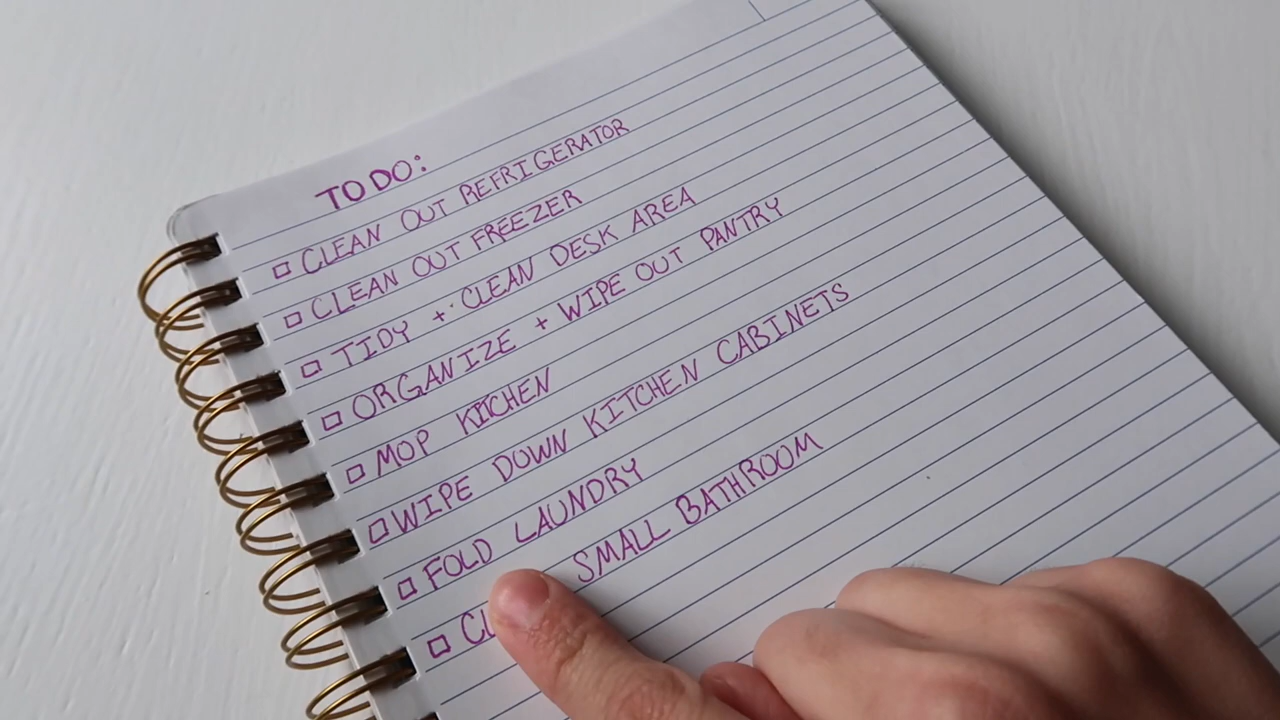 TO DO:
CLEAN OUT REFRIGERATOR
CLEAN OUT FREEZER
TIDY + CLEAN DESK AREA
ORGANIZE + WIPE OUT PANTRY
MOP KITCHEN
WIPE DOWN KITCHEN CABINETS
FOLD LAUNDRY
SMALL BATHROOM